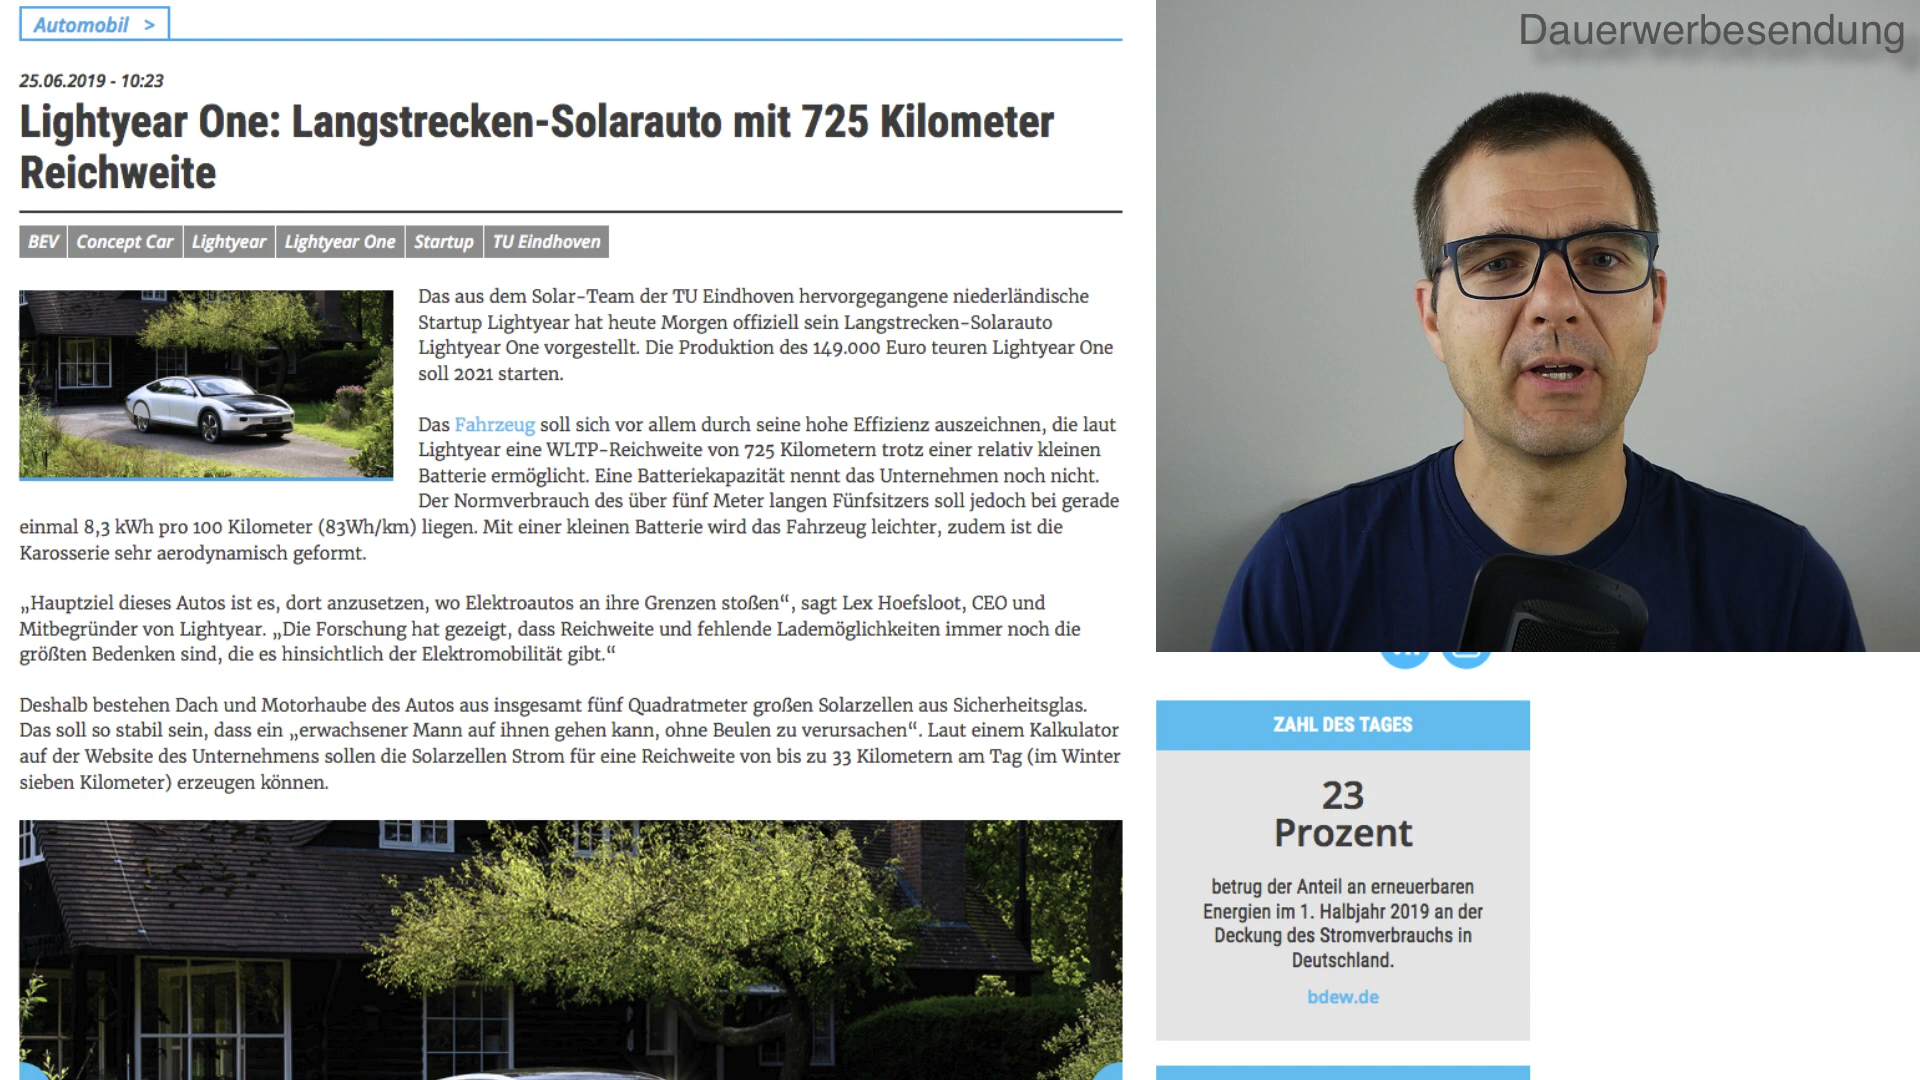 Automobil >
Dauerwerbesendung
25.06.2019 - 10:23
Lightyear One: Langstrecken-Solarauto mit 725 Kilometer
Reichweite
BEV Concept Car Lightyear Lightyear One Startup TU Eindhoven
Das aus dem Solar-Team der TU Eindhoven hervorgegangene niederländische
Startup Lightyear hat heute Morgen offiziell sein Langstrecken-Solarauto
Lightyear One vorgestellt. Die Produktion des 149.000 Euro teuren Lightyear One
soll 2021 starten.
Das Fahrzeug soll sich vor allem durch seine hohe Effizienz auszeichnen, die laut
Lightyear eine WLTP-Reichweite von 725 Kilometern trotz einer relativ kleinen
Batterie ermöglicht. Eine Batteriekapazität nennt das Unternehmen noch nicht.
Der Normverbrauch des über fünf Meter langen Fünfsitzers soll jedoch bei gerade
einmal 8,3 kWh pro 100 Kilometer (83Wh/km) liegen. Mit einer kleinen Batterie wird das Fahrzeug leichter, zudem ist die
Karosserie sehr aerodynamisch geformt.
„Hauptziel dieses Autos ist es, dort anzusetzen, wo Elektroautos an ihre Grenzen stoßen“, sagt Lex Hoefsloot, CEO und
Mitbegründer von Lightyear. „Die Forschung hat gezeigt, dass Reichweite und fehlende Lademöglichkeiten immer noch die
größten Bedenken sind, die es hinsichtlich der Elektromobilität gibt.“
Deshalb bestehen Dach und Motorhaube des Autos aus insgesamt fünf Quadratmeter großen Solarzellen aus Sicherheitsglas.
Das soll so stabil sein, dass ein „erwachsener Mann auf ihnen gehen kann, ohne Beulen zu verursachen“. Laut einem Kalkulator
auf der Website des Unternehmens sollen die Solarzellen Strom für eine Reichweite von bis zu 33 Kilometern am Tag (im Winter
sieben Kilometer) erzeugen können.
ZAHL DES TAGES
23
Prozent
betrug der Anteil an erneuerbaren
Energien im 1. Halbjahr 2019 an der
Deckung des Stromverbrauchs in
Deutschland.
bdew.de